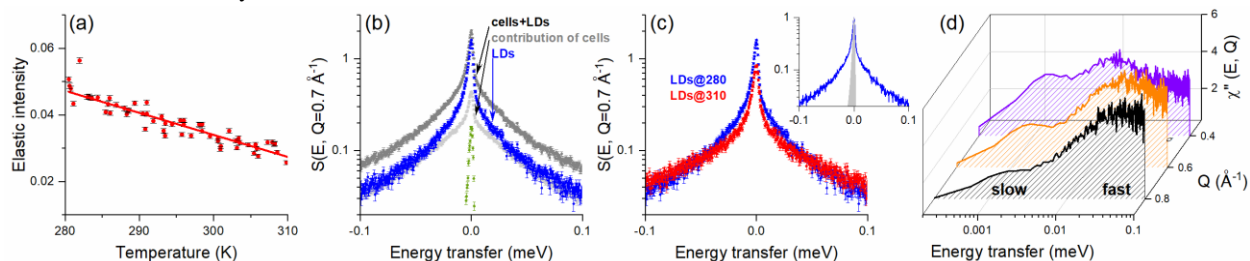 (a)
Elastic intensity
0.06
0.04
0.02
280
290
300
310
Temperature (K)
(b)
S(E, Q=0.7 Å⁻¹)
1
0.1
cells+LDs
contribution of cells
LDs
-0.1
0.0
0.1
Energy transfer (meV)
(c)
S(E, Q=0.7 Å⁻¹)
1
0.1
LDs@280
LDs@310
1
0.1
-0.1
0.0
0.1
-0.1
0.0
0.1
Energy transfer (meV)
(d)
6
4
2
χ'' (E, Q)
0.4
0.6
0.8
Q (Å⁻¹)
slow
fast
0.001
0.01
0.1
Energy transfer (meV)